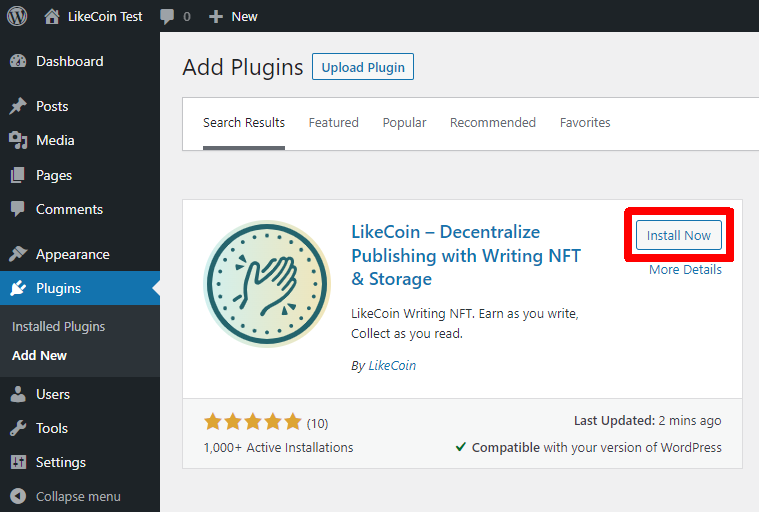 LikeCoin Test 0 New
Dashboard
Posts
Media
Pages
Comments
Appearance
Plugins
Installed Plugins
Add New
Users
Tools
Settings
Collapse menu
Add Plugins Upload Plugin
Search Results Featured Popular Recommended Favorites
LikeCoin – Decentralize
Publishing with Writing NFT
& Storage
Install Now
More Details
LikeCoin Writing NFT. Earn as you write,
Collect as you read.
By LikeCoin
(10)
1,000+ Active Installations
Last Updated: 2 mins ago
Compatible with your version of WordPress